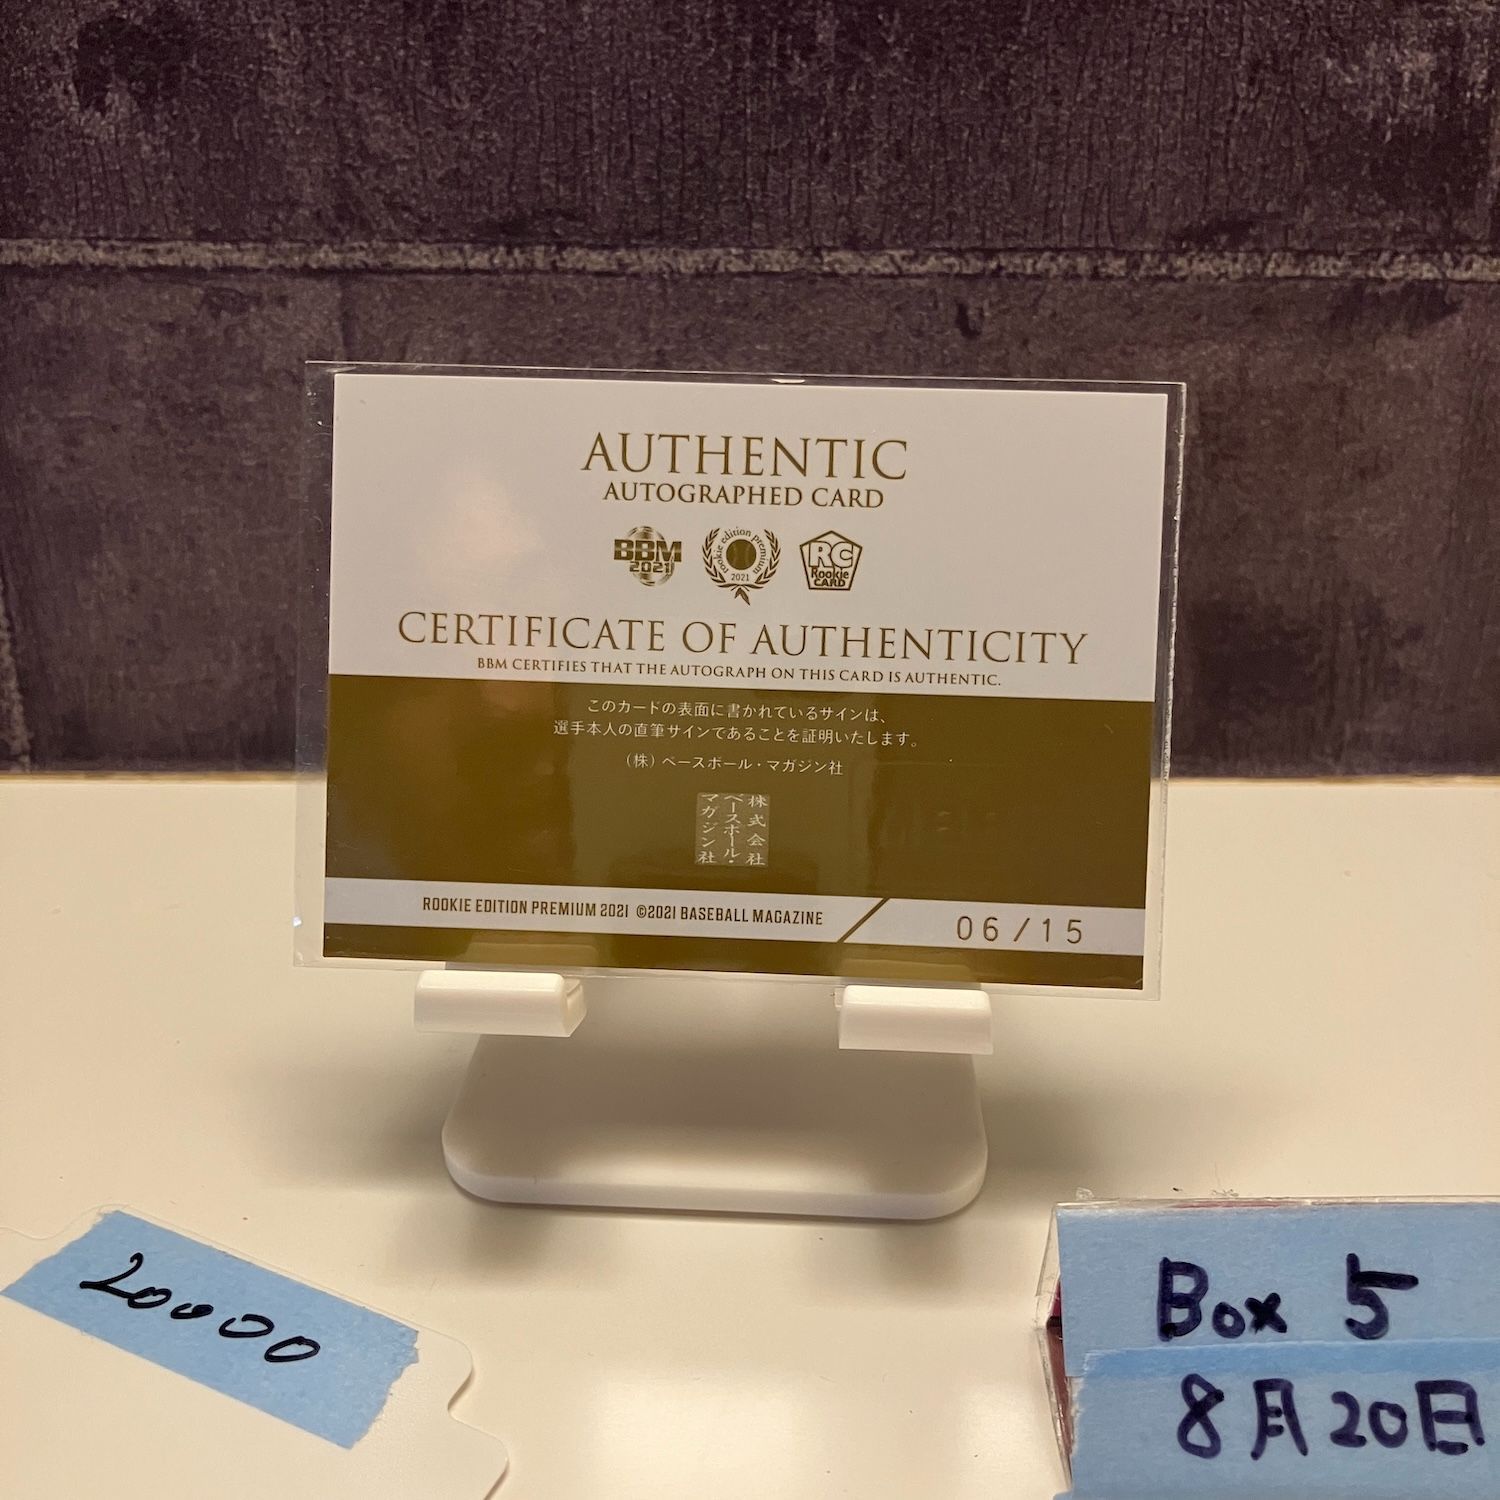 AUTHENTIC
AUTOGRAPHED CARD
BBM
2021
rookie edition premium
2021
RC
Rookie
CARD
CERTIFICATE OF AUTHENTICITY
BBM CERTIFIES THAT THE AUTOGRAPH ON THIS CARD IS AUTHENTIC.
このカードの表面に書かれているサインは、
選手本人の直筆サインであることを証明いたします。
(株)ベースボール・マガジン社
株式会社
ベースボール・
マガジン社
ROOKIE EDITION PREMIUM 2021 ©2021 BASEBALL MAGAZINE
06/15
20000
Box 5
8月20日